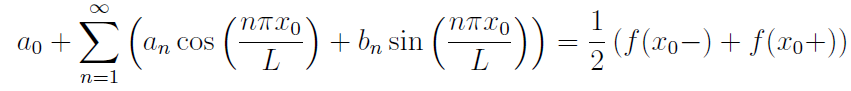 a_0 + \sum_{n=1}^{\infty} \left( a_n \cos \left( \frac{n\pi x_0}{L} \right) + b_n \sin \left( \frac{n\pi x_0}{L} \right) \right) = \frac{1}{2} \left( f(x_0-) + f(x_0+) \right)